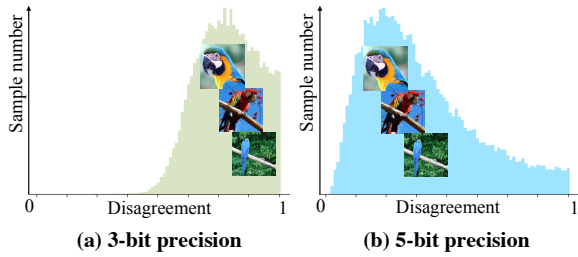 Sample number
0
Disagreement
1
(a) 3-bit precision
Sample number
0
Disagreement
1
(b) 5-bit precision